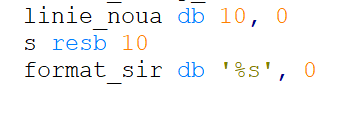 linie_noua db 10, 0
s resb 10
format_sir db '%s', 0